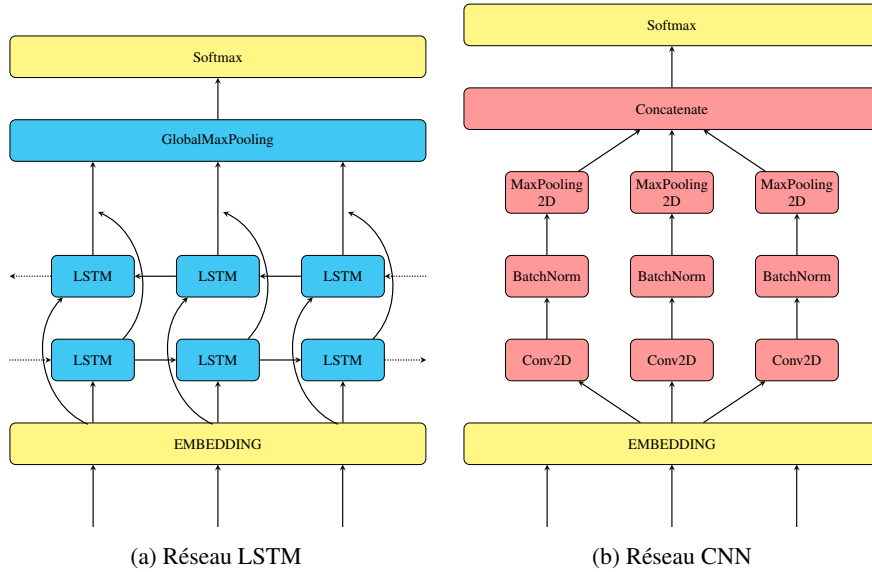 Softmax
GlobalMaxPooling
LSTM
LSTM
LSTM
LSTM
LSTM
LSTM
EMBEDDING
(a) Réseau LSTM
Softmax
Concatenate
MaxPooling
2D
MaxPooling
2D
MaxPooling
2D
BatchNorm
BatchNorm
BatchNorm
Conv2D
Conv2D
Conv2D
EMBEDDING
(b) Réseau CNN